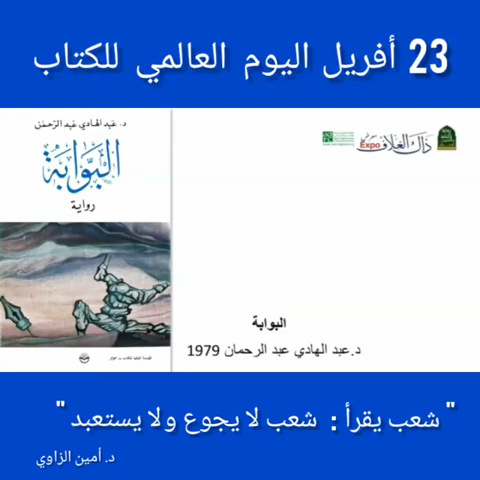 23 أفريل اليوم العالمي للكتاب
د. عبد الهادي عبد الرحمن
البوابة
رواية
ذاك الغلاف
Expo
البوابة
د.عبد الهادي عبد الرحمان 1979
" شعب يقرأ : شعب لا يجوع ولا يستعبد "
د. أمين الزاوي